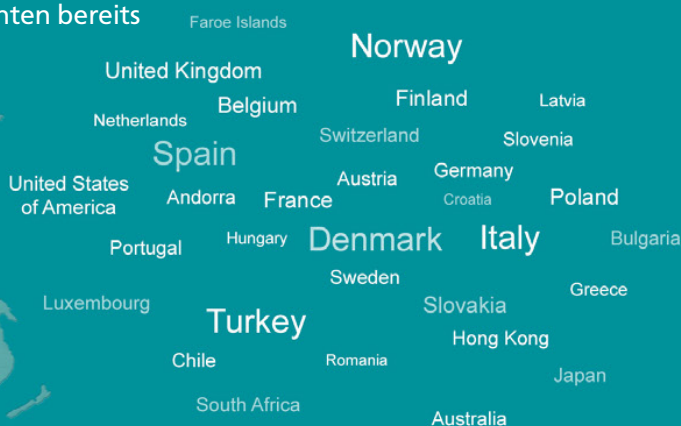 nten bereits
Faroe Islands
Norway
United Kingdom
Belgium
Finland
Latvia
Netherlands
Switzerland
Slovenia
Spain
Germany
Austria
United States
of America
Andorra
France
Croatia
Poland
Hungary
Denmark
Italy
Bulgaria
Portugal
Sweden
Greece
Luxembourg
Slovakia
Turkey
Hong Kong
Chile
Romania
Japan
South Africa
Australia